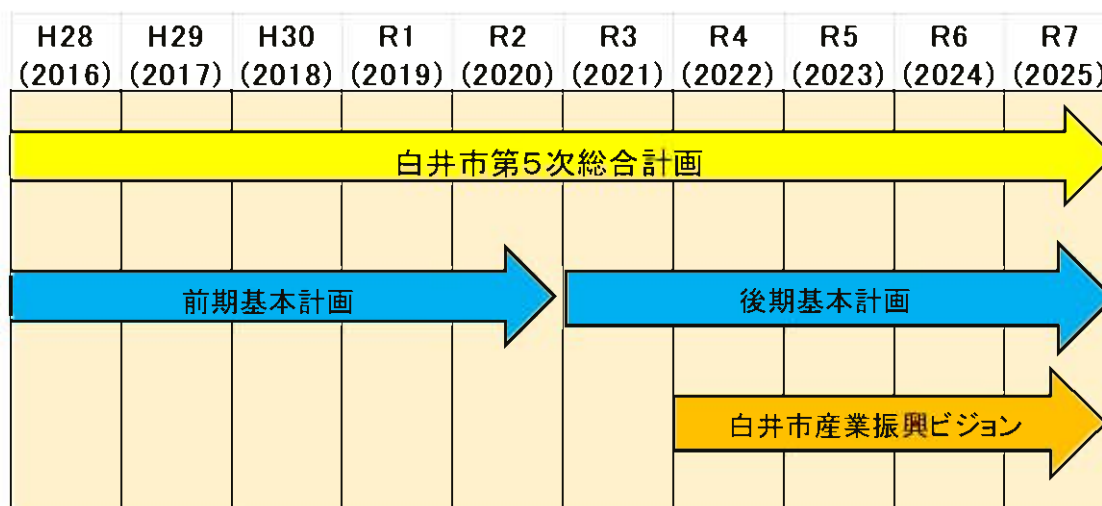 H28 H29 H30 R1 R2 R3 R4 R5 R6 R7
(2016) (2017) (2018) (2019) (2020) (2021) (2022) (2023) (2024) (2025)
白井市第5次総合計画
前期基本計画 後期基本計画
白井市産業振興ビジョン